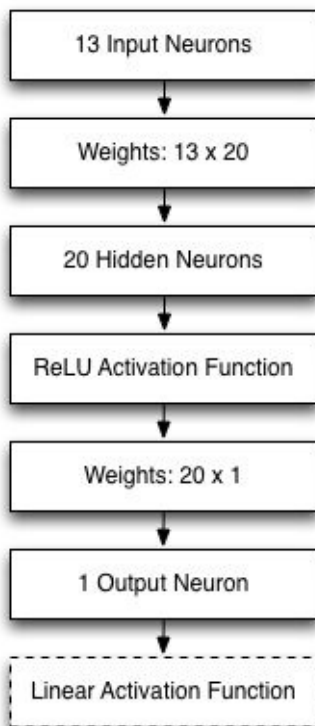 13 Input Neurons
Weights: 13 x 20
20 Hidden Neurons
ReLU Activation Function
Weights: 20 x 1
1 Output Neuron
Linear Activation Function